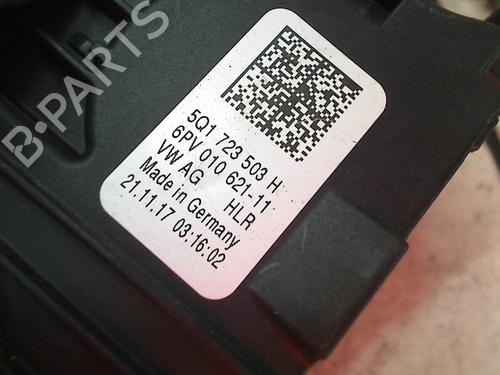 B-PARTS
5Q1 723 503 H
6PV 010 621-11
VW AG HLR
Made in Germany
21.11.17 03:16:02